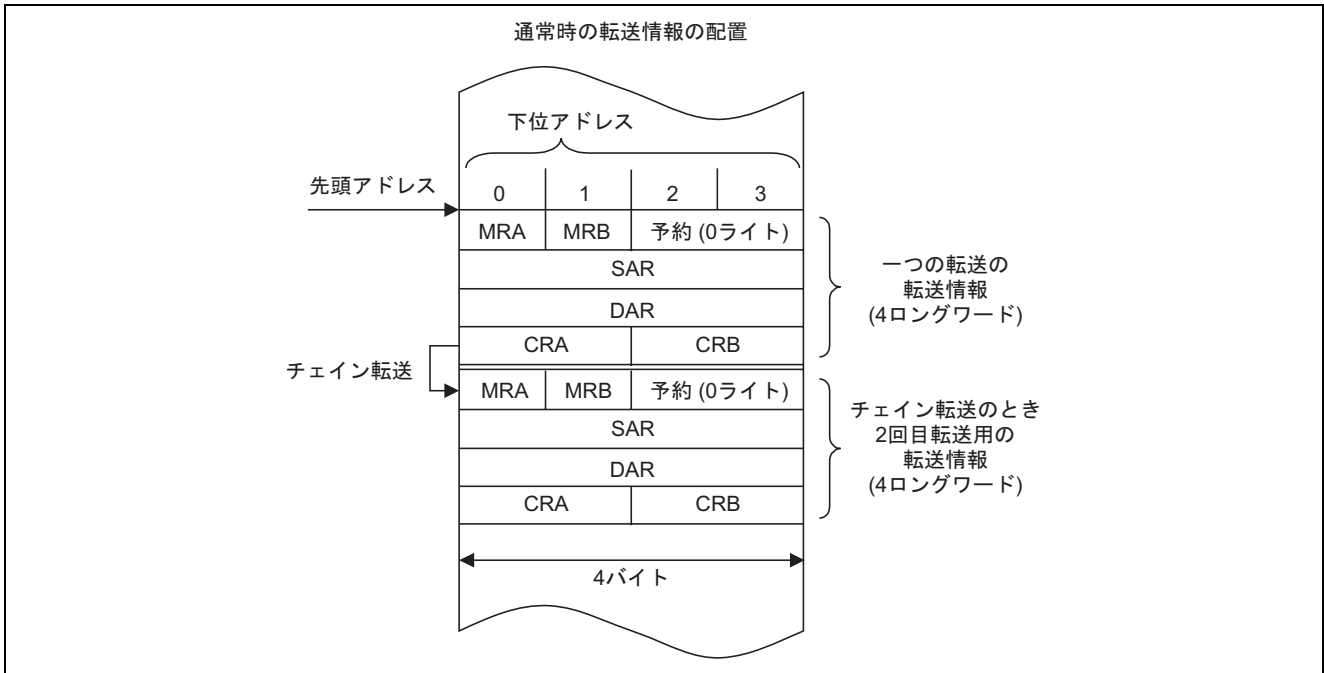 通常時の転送情報の配置
下位アドレス
先頭アドレス
0 1 2 3
MRA MRB 予約 (0ライト)
SAR
DAR
CRA CRB
一つの転送の
転送情報
(4ロングワード)
チェイン転送
MRA MRB 予約 (0ライト)
SAR
DAR
CRA CRB
チェイン転送のとき
2回目転送用の
転送情報
(4ロングワード)
4バイト